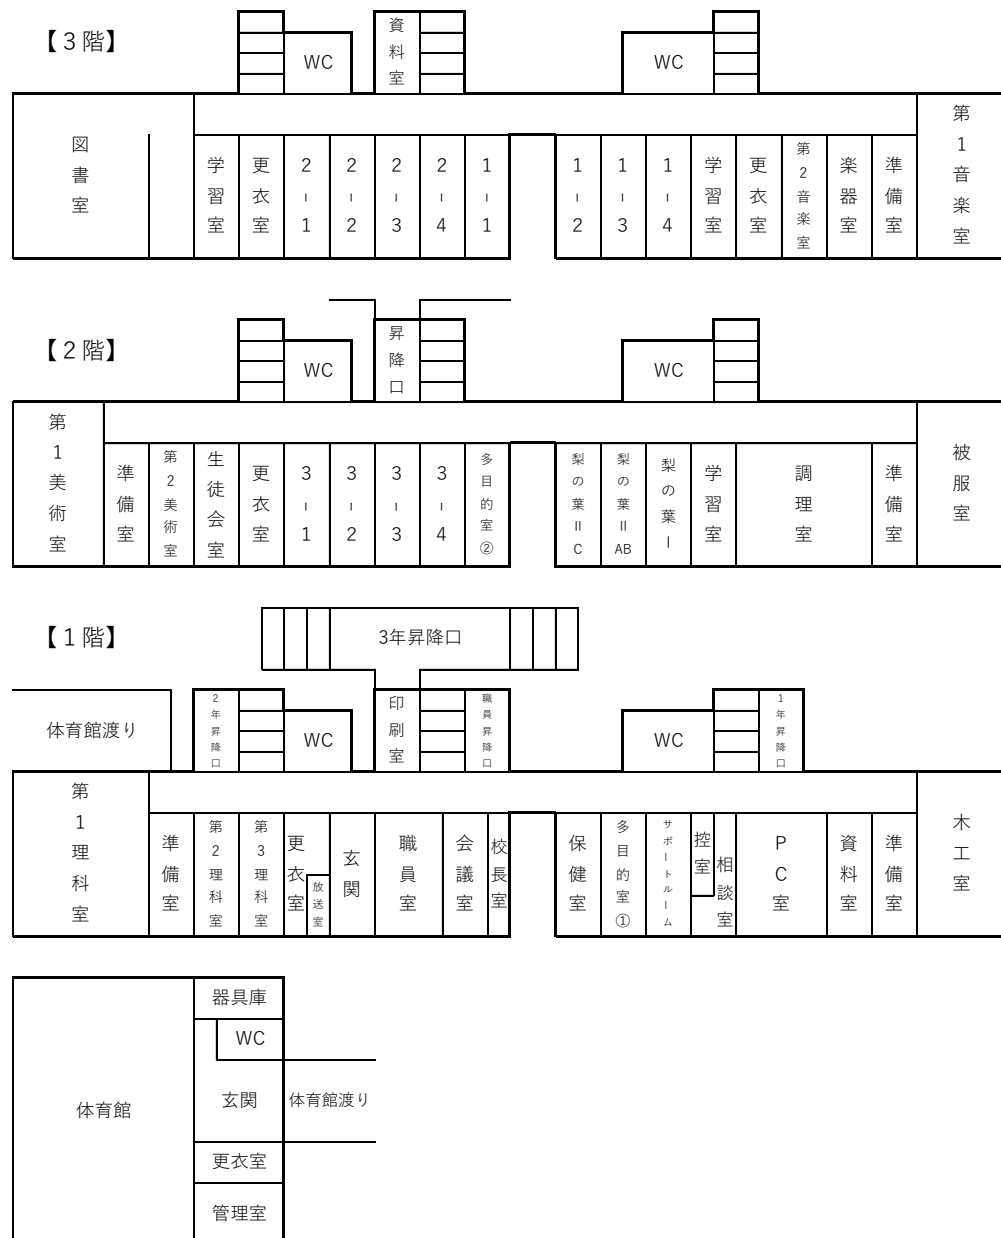 【３階】
WC
資料室
WC
図書室
学習室
更衣室
2-1
2-2
2-3
2-4
1-1
1-2
1-3
1-4
学習室
更衣室
第2音楽室
楽器室
準備室
第1音楽室
【２階】
WC
昇降口
WC
第1美術室
準備室
第2美術室
生徒会室
更衣室
3-1
3-2
3-3
3-4
多目的室②
梨の葉ⅡC
梨の葉ⅡAB
梨の葉Ⅰ
学習室
調理室
準備室
被服室
【１階】
3年昇降口
体育館渡り
2年昇降口
WC
印刷室
職員昇降口
WC
1年昇降口
第1理科室
準備室
第2理科室
第3理科室
更衣室
放送室
玄関
職員室
会議室
校長室
保健室
多目的室①
サポートルーム
控室
相談室
PC室
資料室
準備室
木工室
器具庫
WC
体育館
玄関
体育館渡り
更衣室
管理室